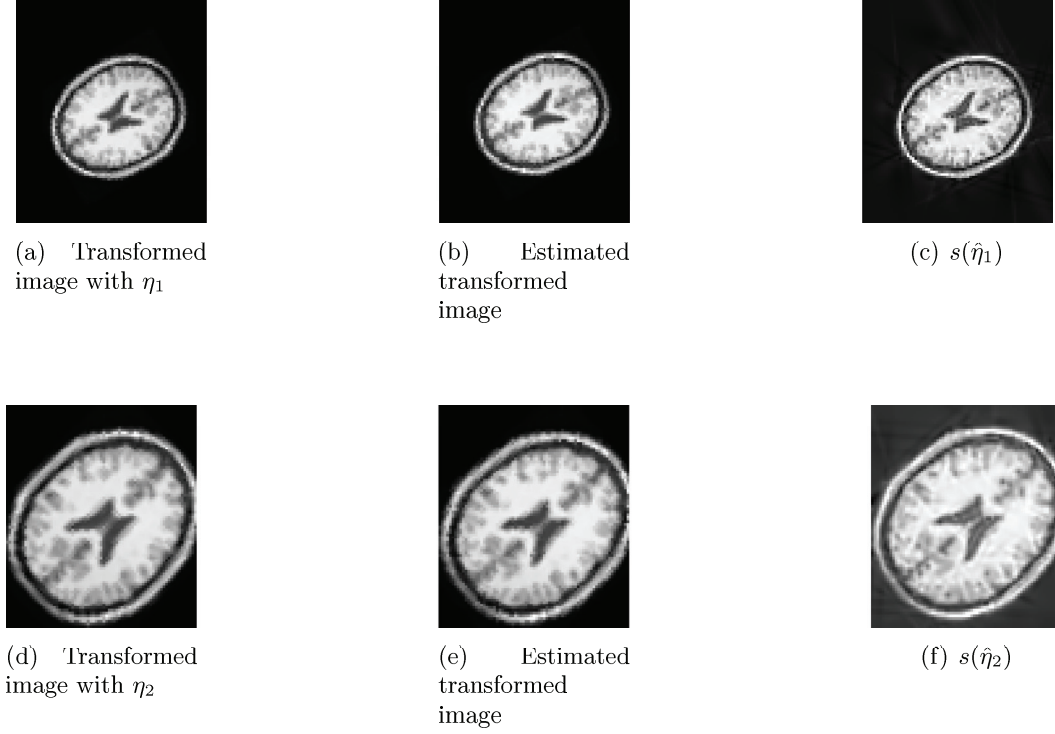 (a) Transformed
image with η₁
(b) Estimated
transformed
image
(c) s(η̂₁)
(d) Transformed
image with η₂
(e) Estimated
transformed
image
(f) s(η̂₂)